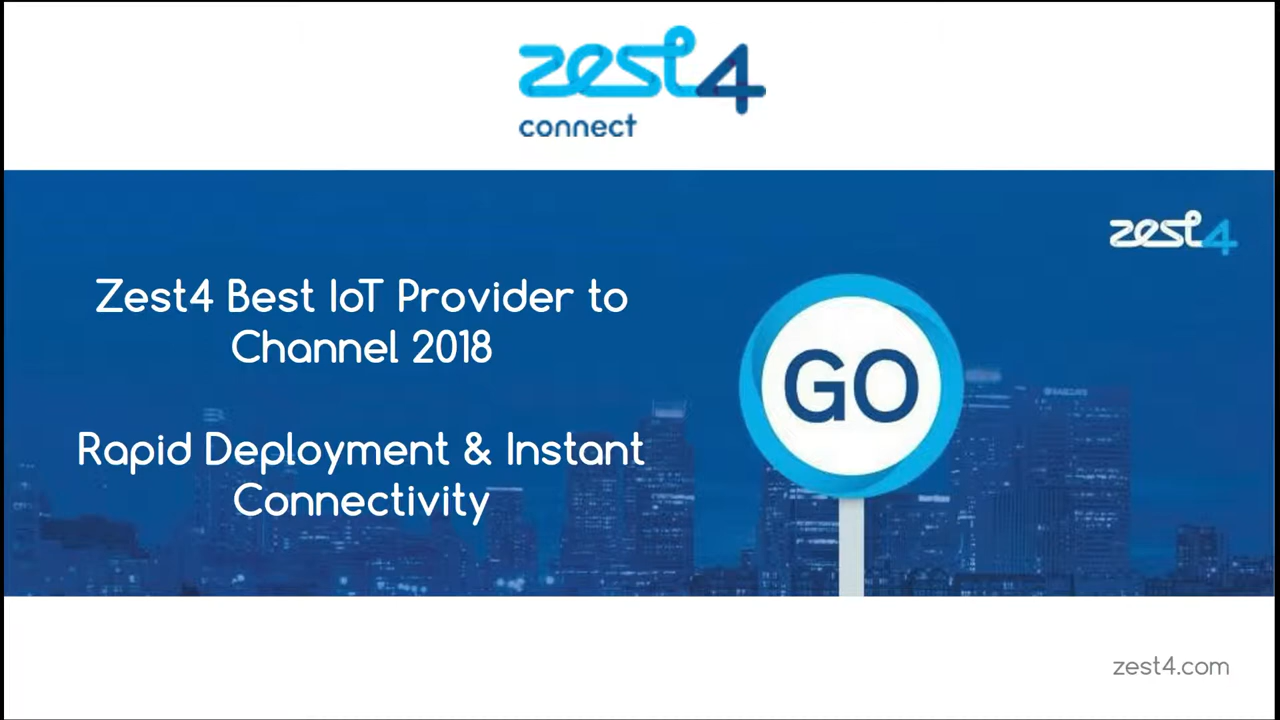 zest4
connect
zest4
Zest4 Best IoT Provider to
Channel 2018
GO
Rapid Deployment & Instant
Connectivity
zest4.com